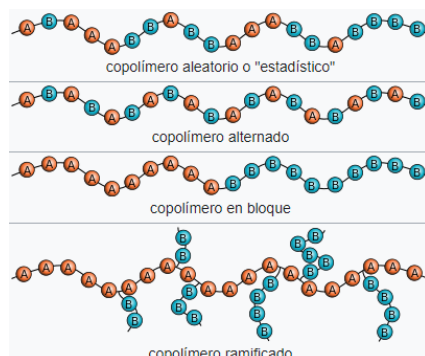 A B A A A B B A B B A A A B B A B B B B
copolímero aleatorio o "estadístico"
A B A B A B A B A B A B A B A B A B A B
copolímero alternado
A A A A A A A A A A B B B B B B B B B B
copolímero en bloque
A A A A A A A A A A A A A A A A A A A A
copolímero ramificado